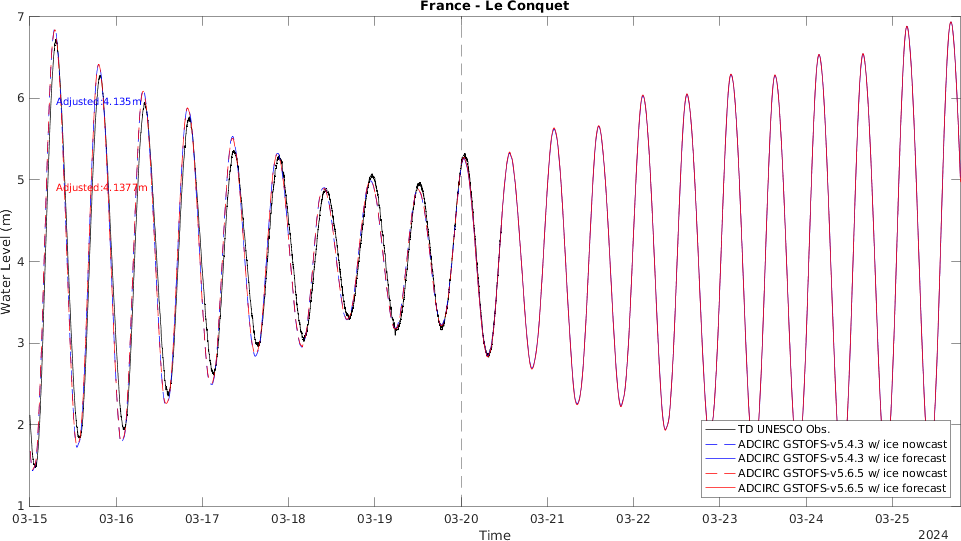 France - Le Conquet
7
6
5
4
3
2
1
Water Level (m)
Adjusted:4.135m
Adjusted:4.1377m
TD UNESCO Obs.
ADCIRC GSTOFS-v5.4.3 w/ ice nowcast
ADCIRC GSTOFS-v5.4.3 w/ ice forecast
ADCIRC GSTOFS-v5.6.5 w/ ice nowcast
ADCIRC GSTOFS-v5.6.5 w/ ice forecast
03-15 03-16 03-17 03-18 03-19 03-20 03-21 03-22 03-23 03-24 03-25
Time
2024